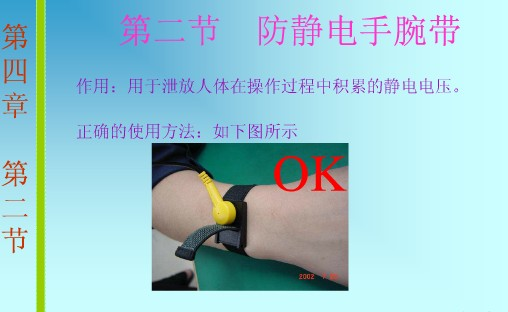 第四章 第二节
第二节 防静电手腕带
作用：用于泄放人体在操作过程中积累的静电电压。
正确的使用方法：如下图所示
OK
2002